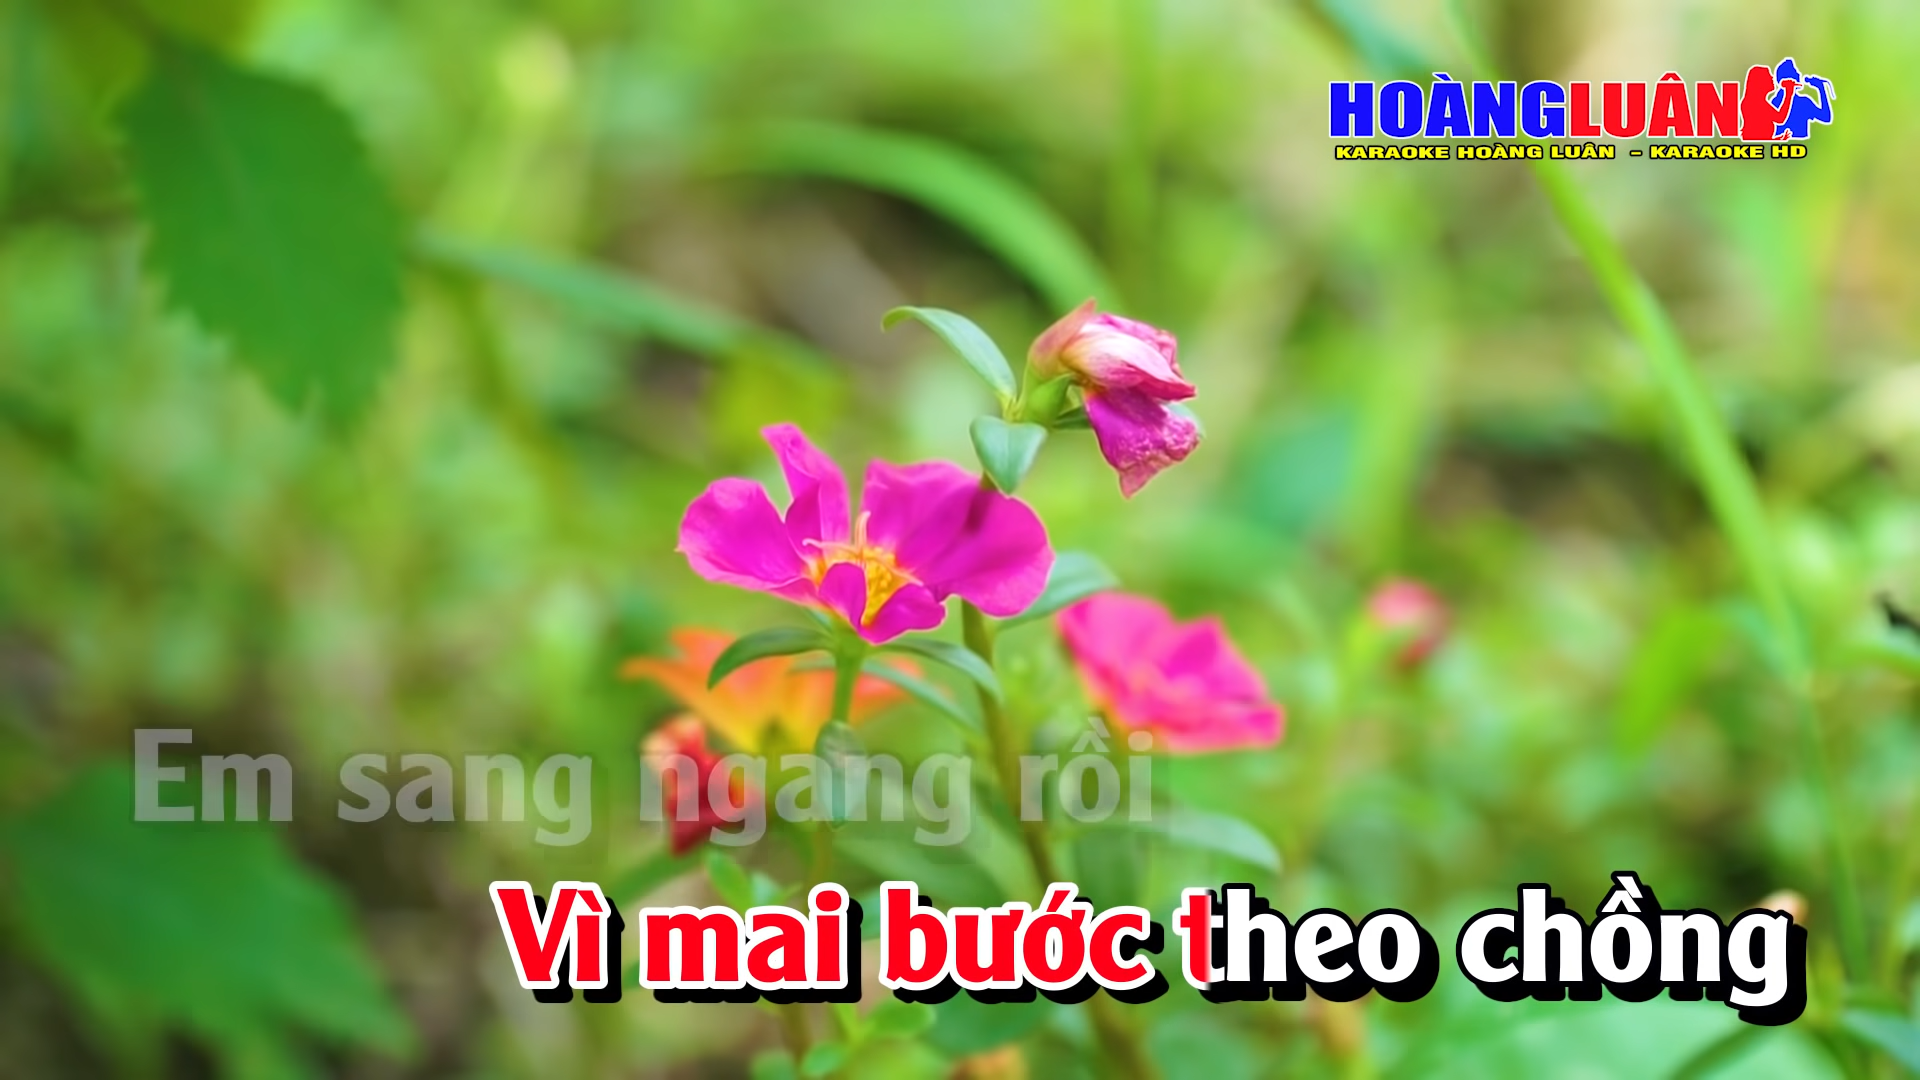 HOÀNGLUÂN
KARAOKE HOÀNG LUÂN - KARAOKE HD
Em sang ngang rồi
Vì mai bước theo chồng